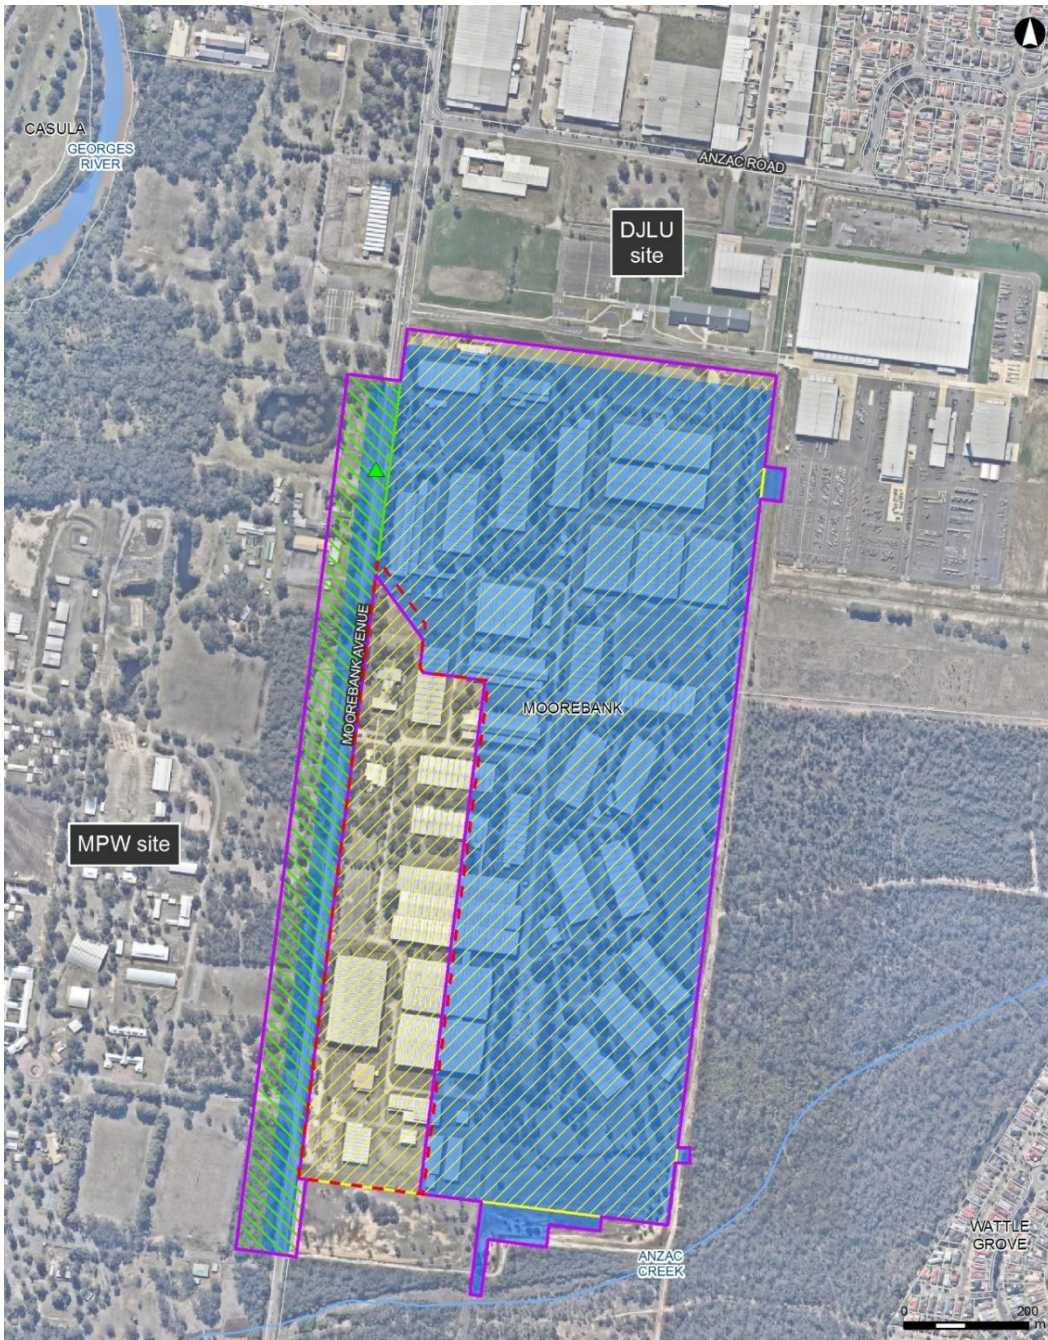 CASULA
GEORGES
RIVER
ANZAC ROAD
DJLU
site
MOOREBANK AVENUE
MOOREBANK
MPW site
WATTLE
GROVE
ANZAC
CREEK
0
200
m